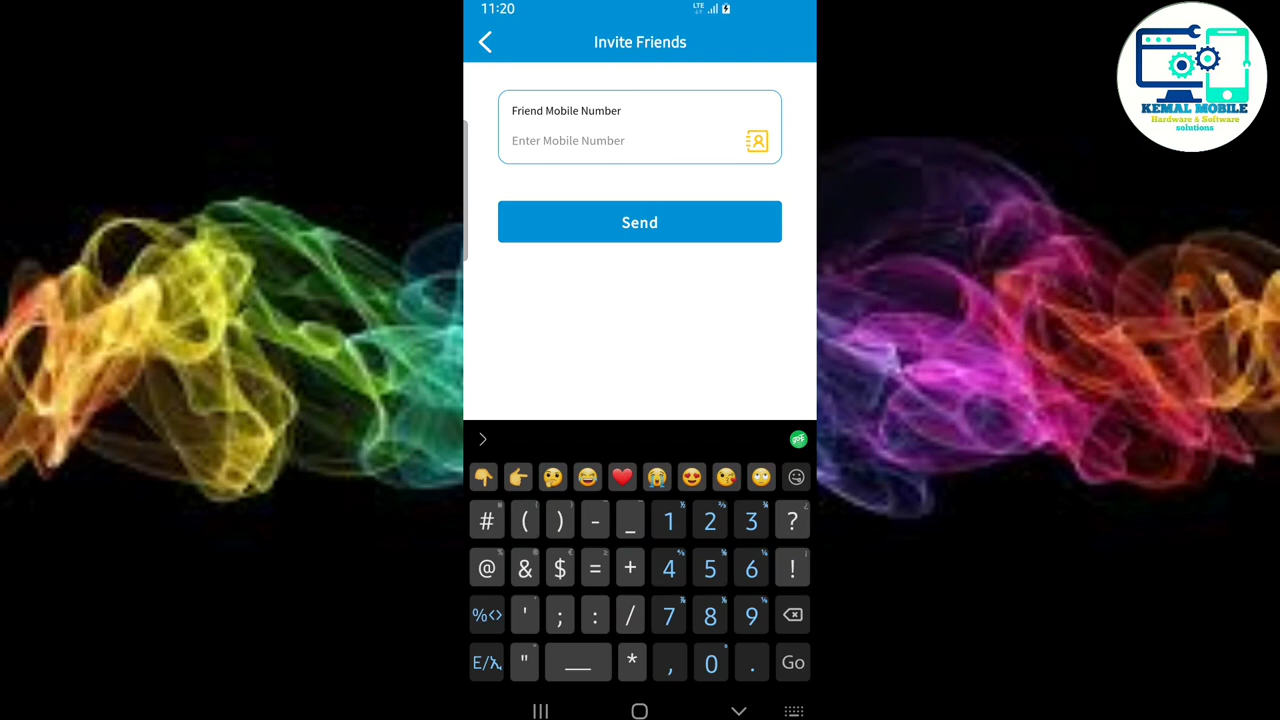 11:20
LTE
Invite Friends
Friend Mobile Number
Enter Mobile Number
Send
KEMAL MOBILE
Hardware & Software
solutions
# ( ) - _ 1 2 3 ?
@ & $ = + 4 5 6 !
%<> ' ; : / 7 8 9
E/አ " * , 0 . Go